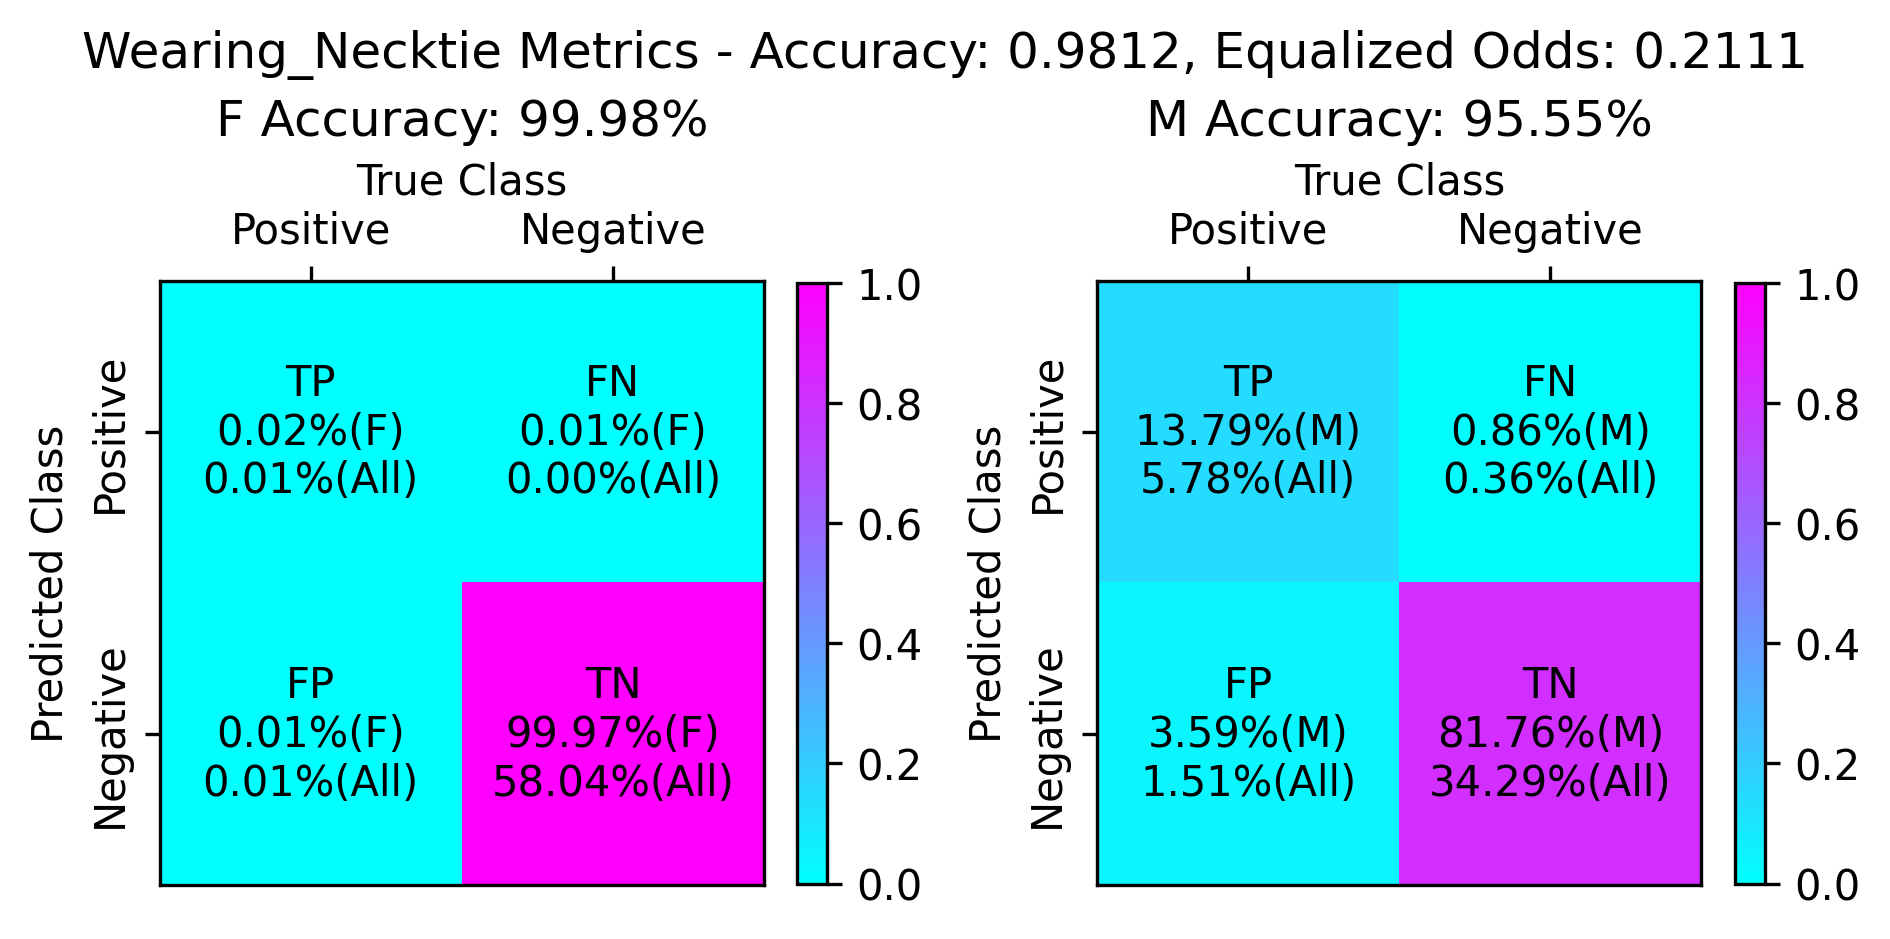 Wearing_Necktie Metrics - Accuracy: 0.9812, Equalized Odds: 0.2111
F Accuracy: 99.98%
True Class
Positive
Negative
Predicted Class
Positive
Negative
TP
0.02%(F)
0.01%(All)
FN
0.01%(F)
0.00%(All)
FP
0.01%(F)
0.01%(All)
TN
99.97%(F)
58.04%(All)
1.0
0.8
0.6
0.4
0.2
0.0
M Accuracy: 95.55%
True Class
Positive
Negative
Predicted Class
Positive
Negative
TP
13.79%(M)
5.78%(All)
FN
0.86%(M)
0.36%(All)
FP
3.59%(M)
1.51%(All)
TN
81.76%(M)
34.29%(All)
1.0
0.8
0.6
0.4
0.2
0.0